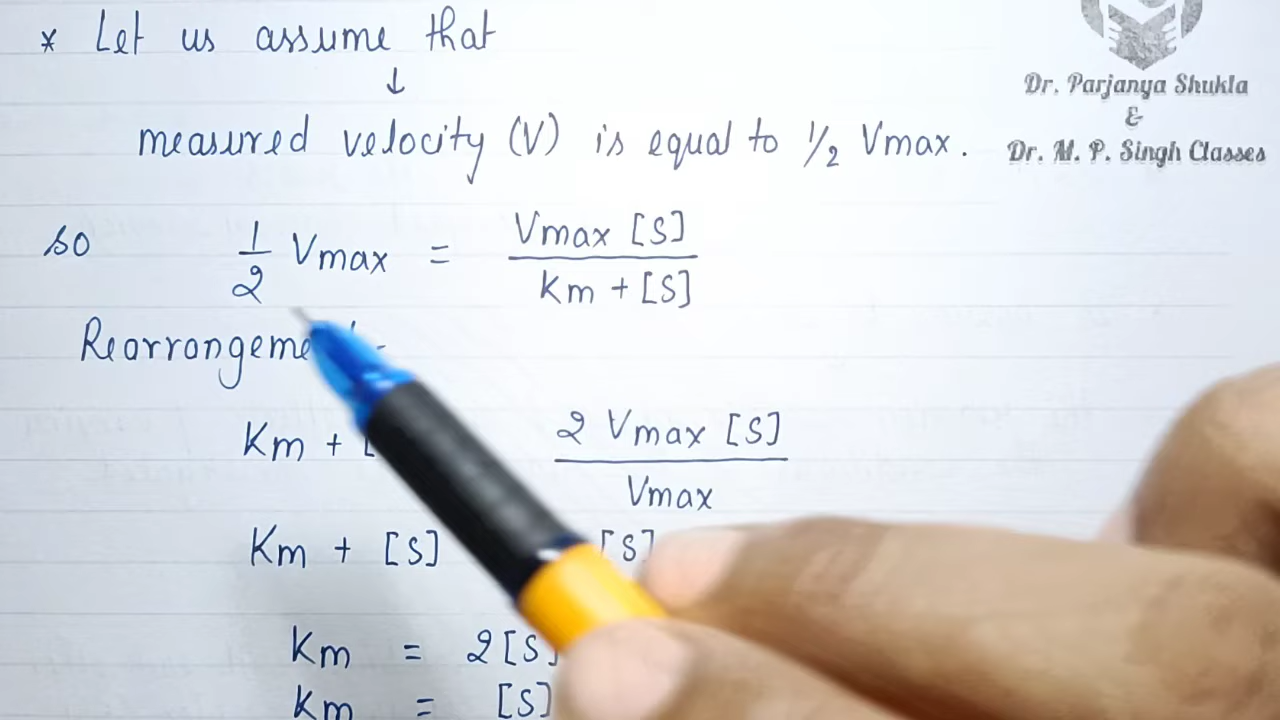 * Let us assume that
↓
measured velocity (V) is equal to 1/2 Vmax.
so 1/2 Vmax = Vmax [S] / Km + [S]
Km + 2 Vmax [S] / Vmax
Km + [S] [S]
Km = 2[S]
Km = [S]
Dr. Parjanya Shukla
&
Dr. M. P. Singh Classes